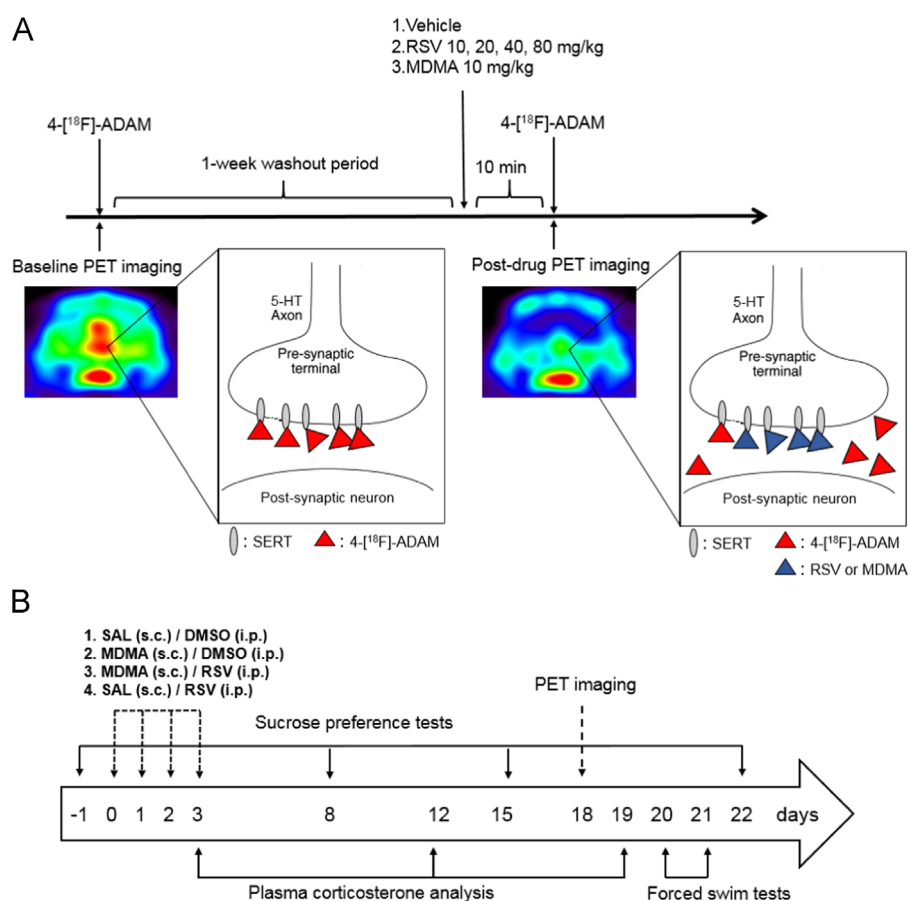 A
1.Vehicle
2.RSV 10, 20, 40, 80 mg/kg
3.MDMA 10 mg/kg
4-[¹⁸F]-ADAM
4-[¹⁸F]-ADAM
1-week washout period
10 min
Baseline PET imaging
Post-drug PET imaging
5-HT
Axon
Pre-synaptic
terminal
Post-synaptic neuron
: SERT
: 4-[¹⁸F]-ADAM
5-HT
Axon
Pre-synaptic
terminal
Post-synaptic neuron
: SERT
: 4-[¹⁸F]-ADAM
: RSV or MDMA
B
1. SAL (s.c.) / DMSO (i.p.)
2. MDMA (s.c.) / DMSO (i.p.)
3. MDMA (s.c.) / RSV (i.p.)
4. SAL (s.c.) / RSV (i.p.)
PET imaging
Sucrose preference tests
-1 0 1 2 3 8 12 15 18 19 20 21 22 days
Plasma corticosterone analysis
Forced swim tests